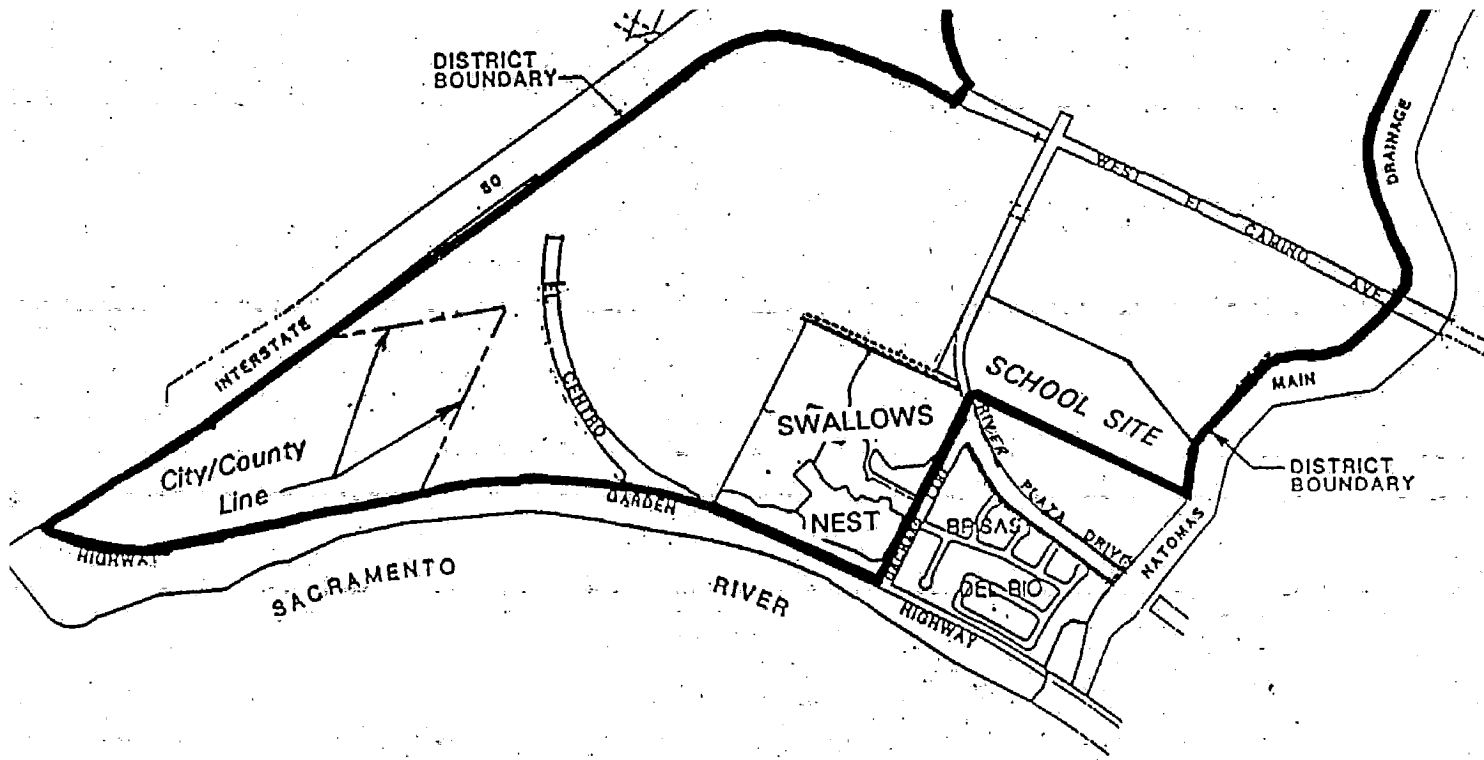 DISTRICT
BOUNDARY
80
INTERSTATE
WEST EL CAMINO AVE
DRAINAGE
MAIN
EL CENTRO
SCHOOL SITE
SWALLOWS
NEST
City/County
Line
RIVER PLAZA DRIVE
DISTRICT
BOUNDARY
NATOMAS
GARDEN
HIGHWAY
BRISAS
DEL RIO
SACRAMENTO RIVER
HIGHWAY